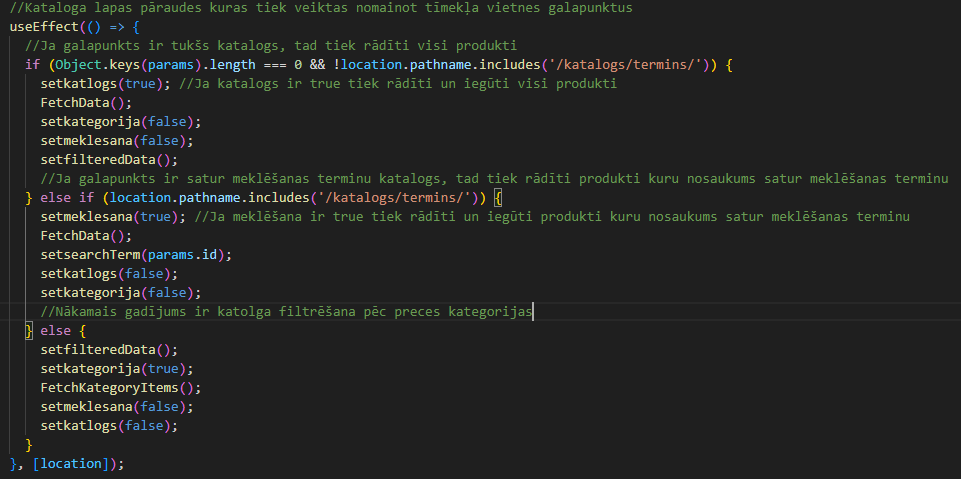 //Kataloga lapas pāraudes kuras tiek veiktas nomainot tīmekļa vietnes galapunktus
useEffect(() => {
//Ja galapunkts ir tukšs katalogs, tad tiek rādīti visi produkti
if (Object.keys(params).length === 0 && !location.pathname.includes('/katalogs/termins/')) {
setkatlogs(true); //Ja katalogs ir true tiek rādīti un iegūti visi produkti
FetchData();
setkategorija(false);
setmeklesana(false);
setfilteredData();
//Ja galapunkts ir satur meklēšanas terminu katalogs, tad tiek rādīti produkti kuru nosaukums satur meklēšanas terminu
} else if (location.pathname.includes('/katalogs/termins/')) {
setmeklesana(true); //Ja meklēšana ir true tiek rādīti un iegūti produkti kuru nosaukums satur meklēšanas terminu
FetchData();
setsearchTerm(params.id);
setkatlogs(false);
setkategorija(false);
//Nākamais gadījums ir katolga filtrēšana pēc preces kategorijas
} else {
setfilteredData();
setkategorija(true);
FetchKategoryItems();
setmeklesana(false);
setkatlogs(false);
}
}, [location]);